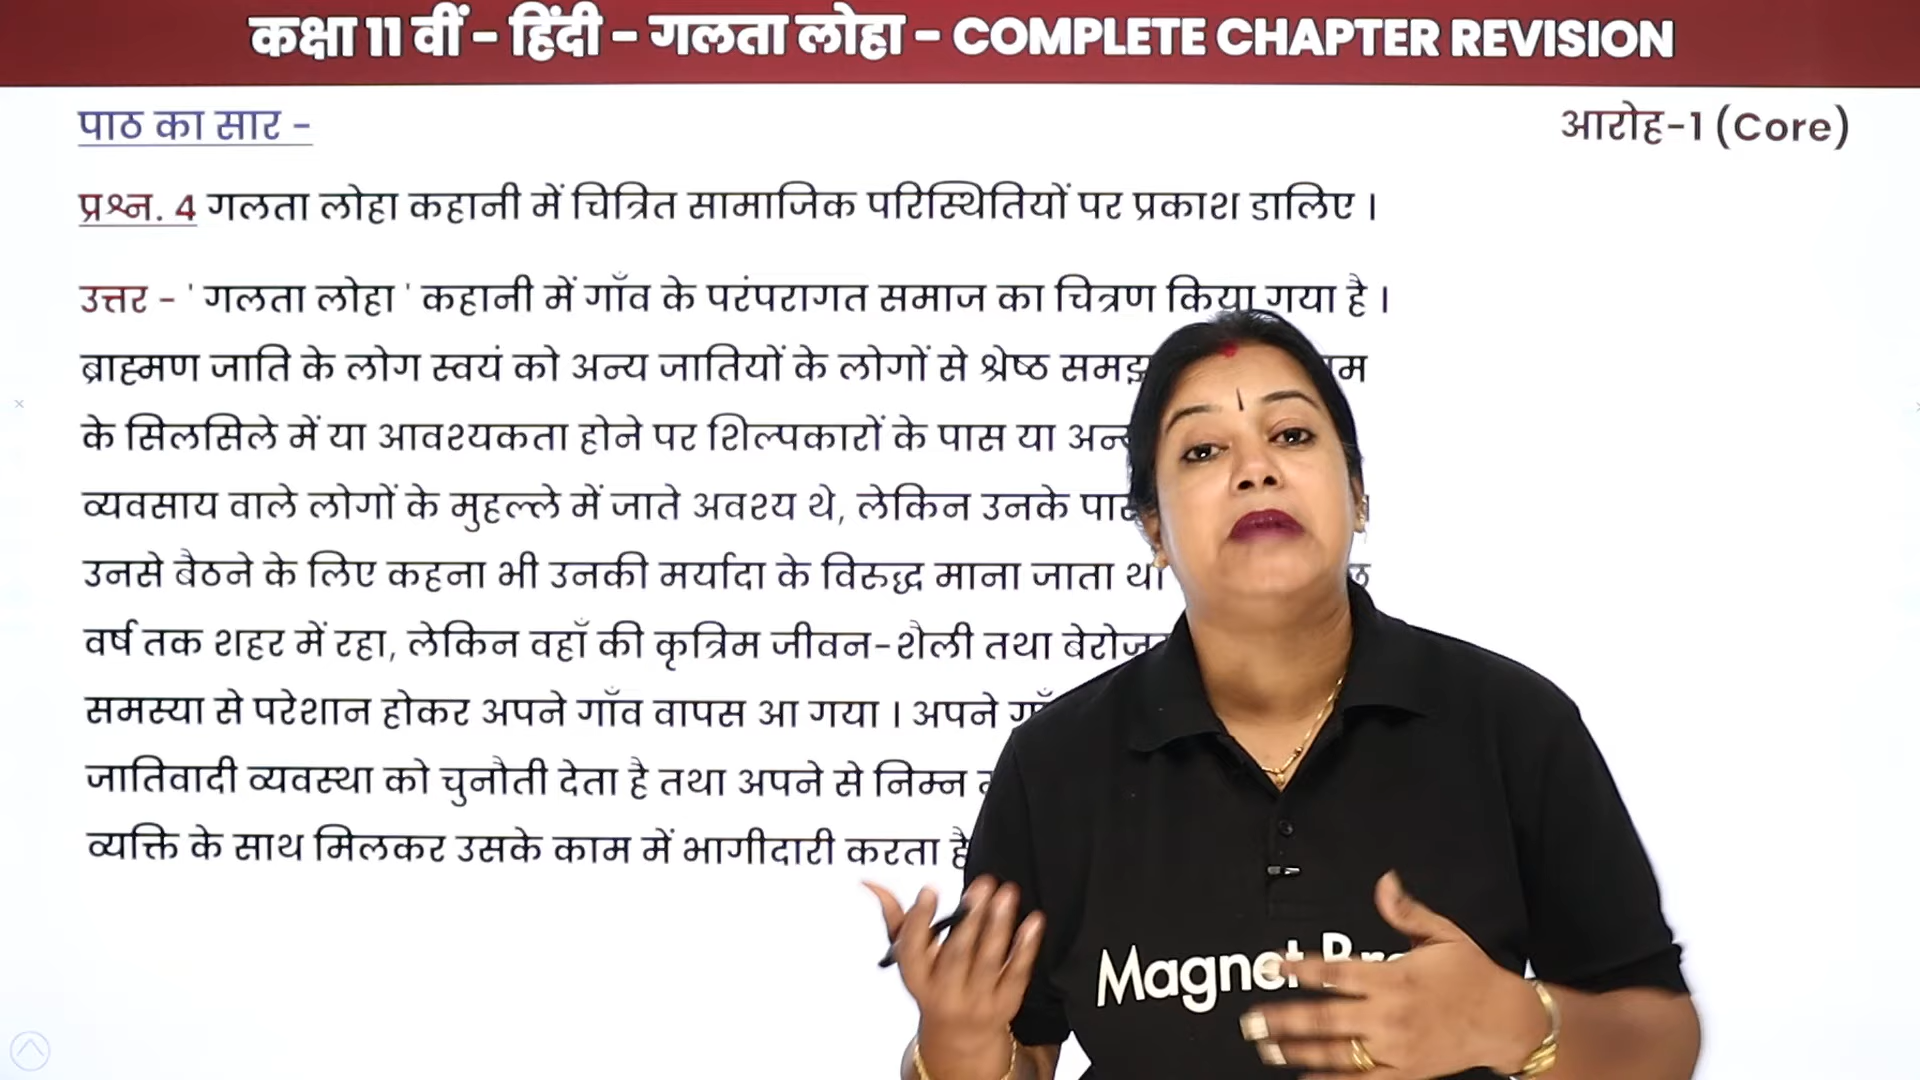 कक्षा 11 वीं - हिंदी - गलता लोहा - COMPLETE CHAPTER REVISION
पाठ का सार -
आरोह-1 (Core)
प्रश्न. 4 गलता लोहा कहानी में चित्रित सामाजिक परिस्थितियों पर प्रकाश डालिए ।
उत्तर - ' गलता लोहा ' कहानी में गाँव के परंपरागत समाज का चित्रण किया गया है ।
ब्राह्मण जाति के लोग स्वयं को अन्य जातियों के लोगों से श्रेष्ठ
के सिलसिले में या आवश्यकता होने पर शिल्पकारों के पास या
व्यवसाय वाले लोगों के मुहल्ले में जाते अवश्य थे, लेकिन उनके
उनसे बैठने के लिए कहना भी उनकी मर्यादा के विरुद्ध माना जाता था
वर्ष तक शहर में रहा, लेकिन वहाँ की कृत्रिम जीवन-शैली तथा
समस्या से परेशान होकर अपने गाँव वापस आ गया । अपने
जातिवादी व्यवस्था को चुनौती देता है तथा अपने से निम्न
व्यक्ति के साथ मिलकर उसके काम में भागीदारी करता है
Magnet